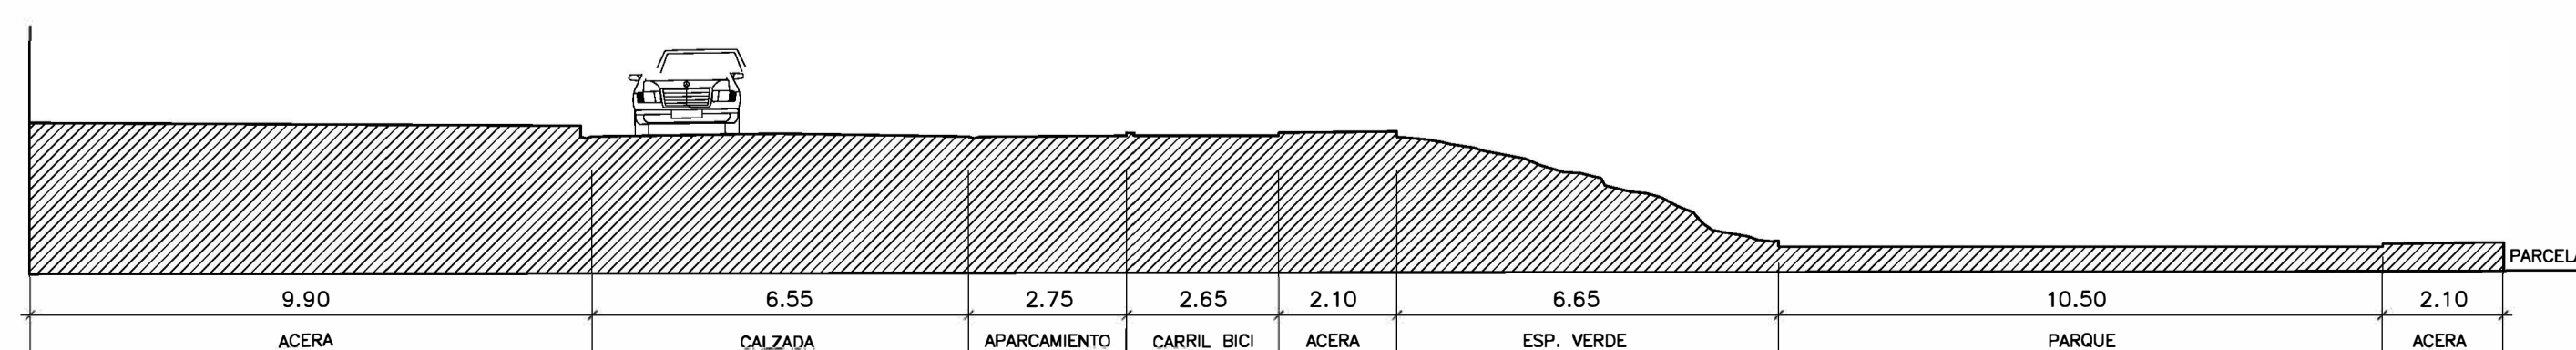 PARCELA
9.90 6.55 2.75 2.65 2.10 6.65 10.50 2.10
ACERA CALZADA APARCAMIENTO CARRIL BICI ACERA ESP. VERDE PARQUE ACERA